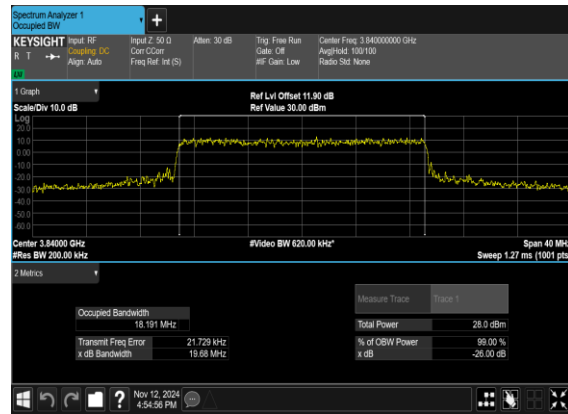 Spectrum Analyzer 1
Occupied BW
+
KEYSIGHT Input: RF Input Z: 50 Ω Atten: 30 dB Trig: Free Run Center Freq: 3.840000000 GHz
R T Coupling: DC Corr CCorr Gate: Off Avg|Hold: 100/100
Align: Auto Freq Ref: Int (S) #IF Gain: Low Radio Std: None
1 Graph
Ref Lvl Offset 11.90 dB
Scale/Div 10.0 dB Ref Value 30.00 dBm
Log
20.0
10.0
0.00
-10.0
-20.0
-30.0
-40.0
-50.0
-60.0
Center 3.84000 GHz #Video BW 620.00 kHz* Span 40 MHz
#Res BW 200.00 kHz Sweep 1.27 ms (1001 pts)
2 Metrics
Measure Trace Trace 1
Occupied Bandwidth
18.191 MHz Total Power 28.0 dBm
Transmit Freq Error 21.729 kHz % of OBW Power 99.00 %
x dB Bandwidth 19.68 MHz x dB -26.00 dB
? Nov 12, 2024
4:54:56 PM